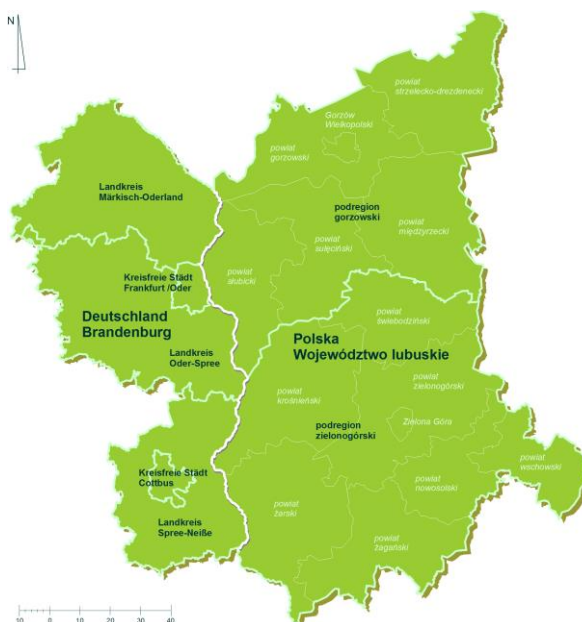 N
powiat
strzelecko-drezdenecki
Gorzów
Wielkopolski
powiat
gorzowski
Landkreis
Märkisch-Oderland
podregion
gorzowski
powiat
międzyrzecki
powiat
sulęciński
Kreisfreie Städt
Frankfurt /Oder
powiat
słubicki
Deutschland
Brandenburg
powiat
świebodziński
Polska
Województwo lubuskie
Landkreis
Oder-Spree
powiat
zielonogórski
powiat
krośnieński
podregion
zielonogórski
Zielona Góra
powiat
wschowski
Kreisfreie Städt
Cottbus
powiat
nowosolski
powiat
żarski
Landkreis
Spree-Neiße
powiat
żagański
10 0 10 20 30 40